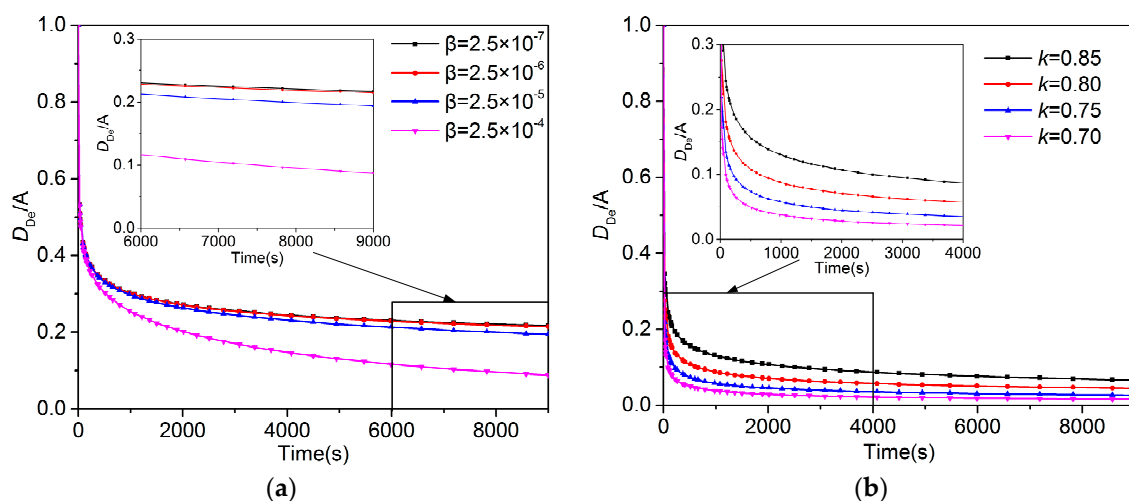 1.0
0.8
0.6
0.4
0.2
0.0
D_De/A
0
2000
4000
6000
8000
Time(s)
0.3
0.2
0.1
0.0
D_De/A
6000
7000
8000
9000
Time(s)
β=2.5×10⁻⁷
β=2.5×10⁻⁶
β=2.5×10⁻⁵
β=2.5×10⁻⁴
(a)
1.0
0.8
0.6
0.4
0.2
0.0
D_De/A
0
2000
4000
6000
8000
Time(s)
0.3
0.2
0.1
0.0
D_De/A
0
1000
2000
3000
4000
Time(s)
k=0.85
k=0.80
k=0.75
k=0.70
(b)